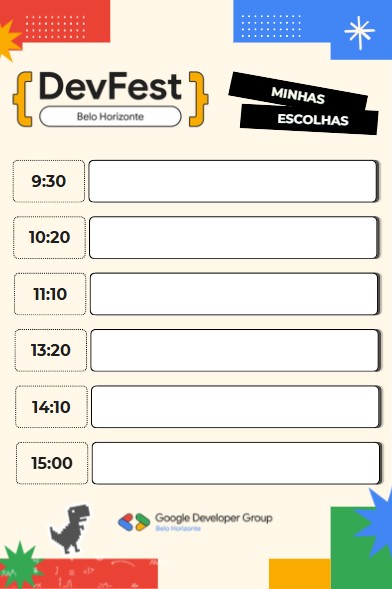 DevFest
Belo Horizonte
MINHAS
ESCOLHAS
9:30
10:20
11:10
13:20
14:10
15:00
Google Developer Group
Belo Horizonte